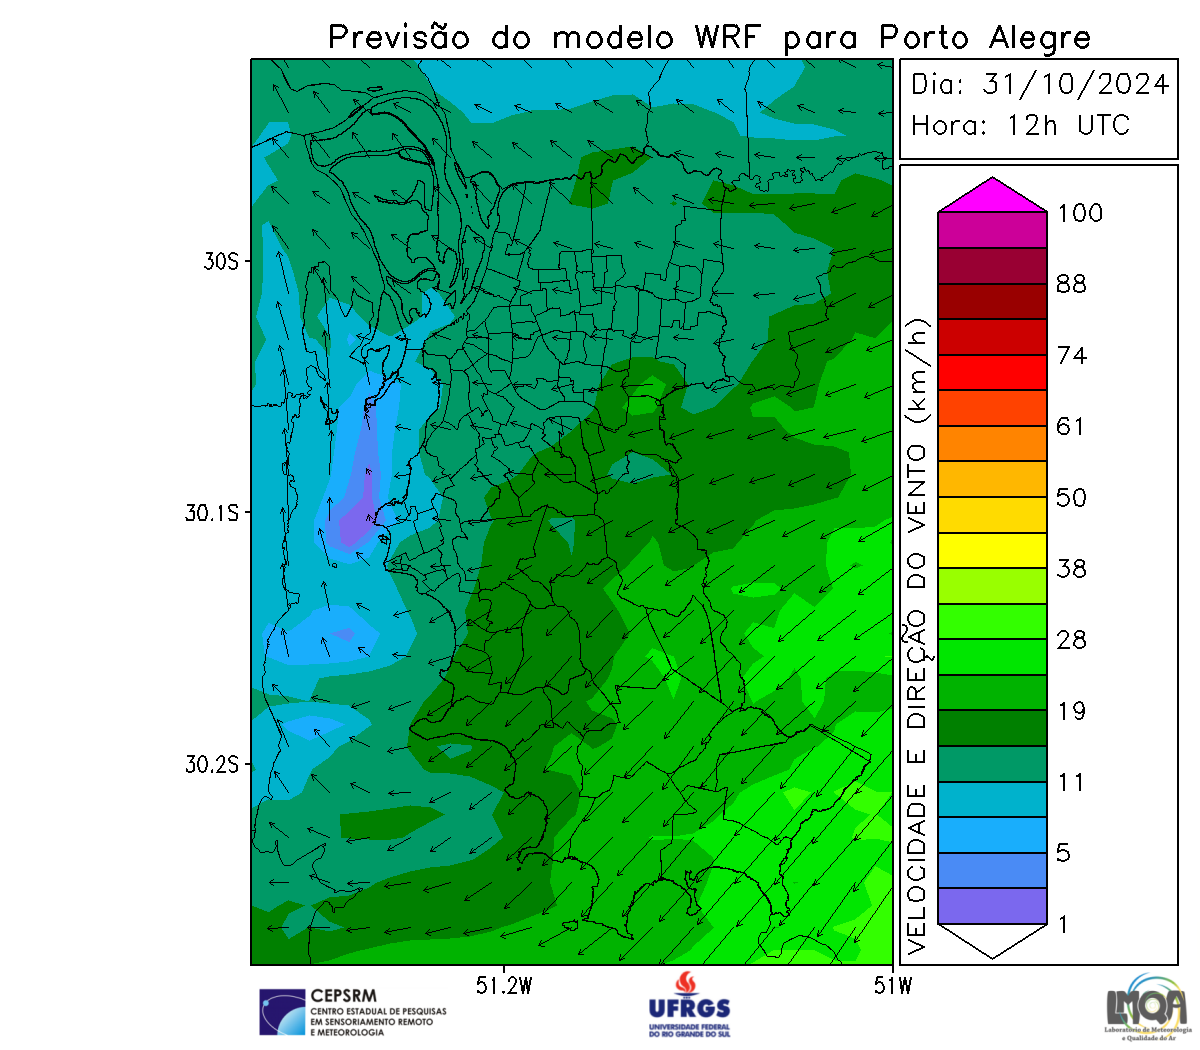 Previsão do modelo WRF para Porto Alegre
Dia: 31/10/2024
Hora: 12h UTC
30S
30.1S
30.2S
51.2W
51W
VELOCIDADE E DIREÇÃO DO VENTO (km/h)
100
88
74
61
50
38
28
19
11
5
1
CEPSRM
CENTRO ESTADUAL DE PESQUISAS
EM SENSORIAMENTO REMOTO
E METEOROLOGIA
UFRGS
UNIVERSIDADE FEDERAL
DO RIO GRANDE DO SUL
LMQA
Laboratório de Meteorologia
e Qualidade do Ar